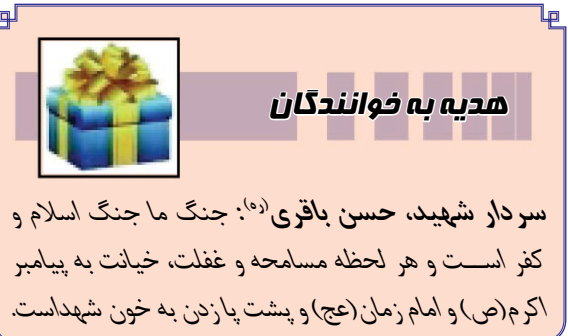 هدیه به خوانندگان
سردار شهید، حسن باقری(ره): جنگ ما جنگ اسلام و
کفر است و هر لحظه مسامحه و غفلت، خیانت به پیامبر
اکرم(ص) و امام زمان(عج) و پشت پا زدن به خون شهداست.